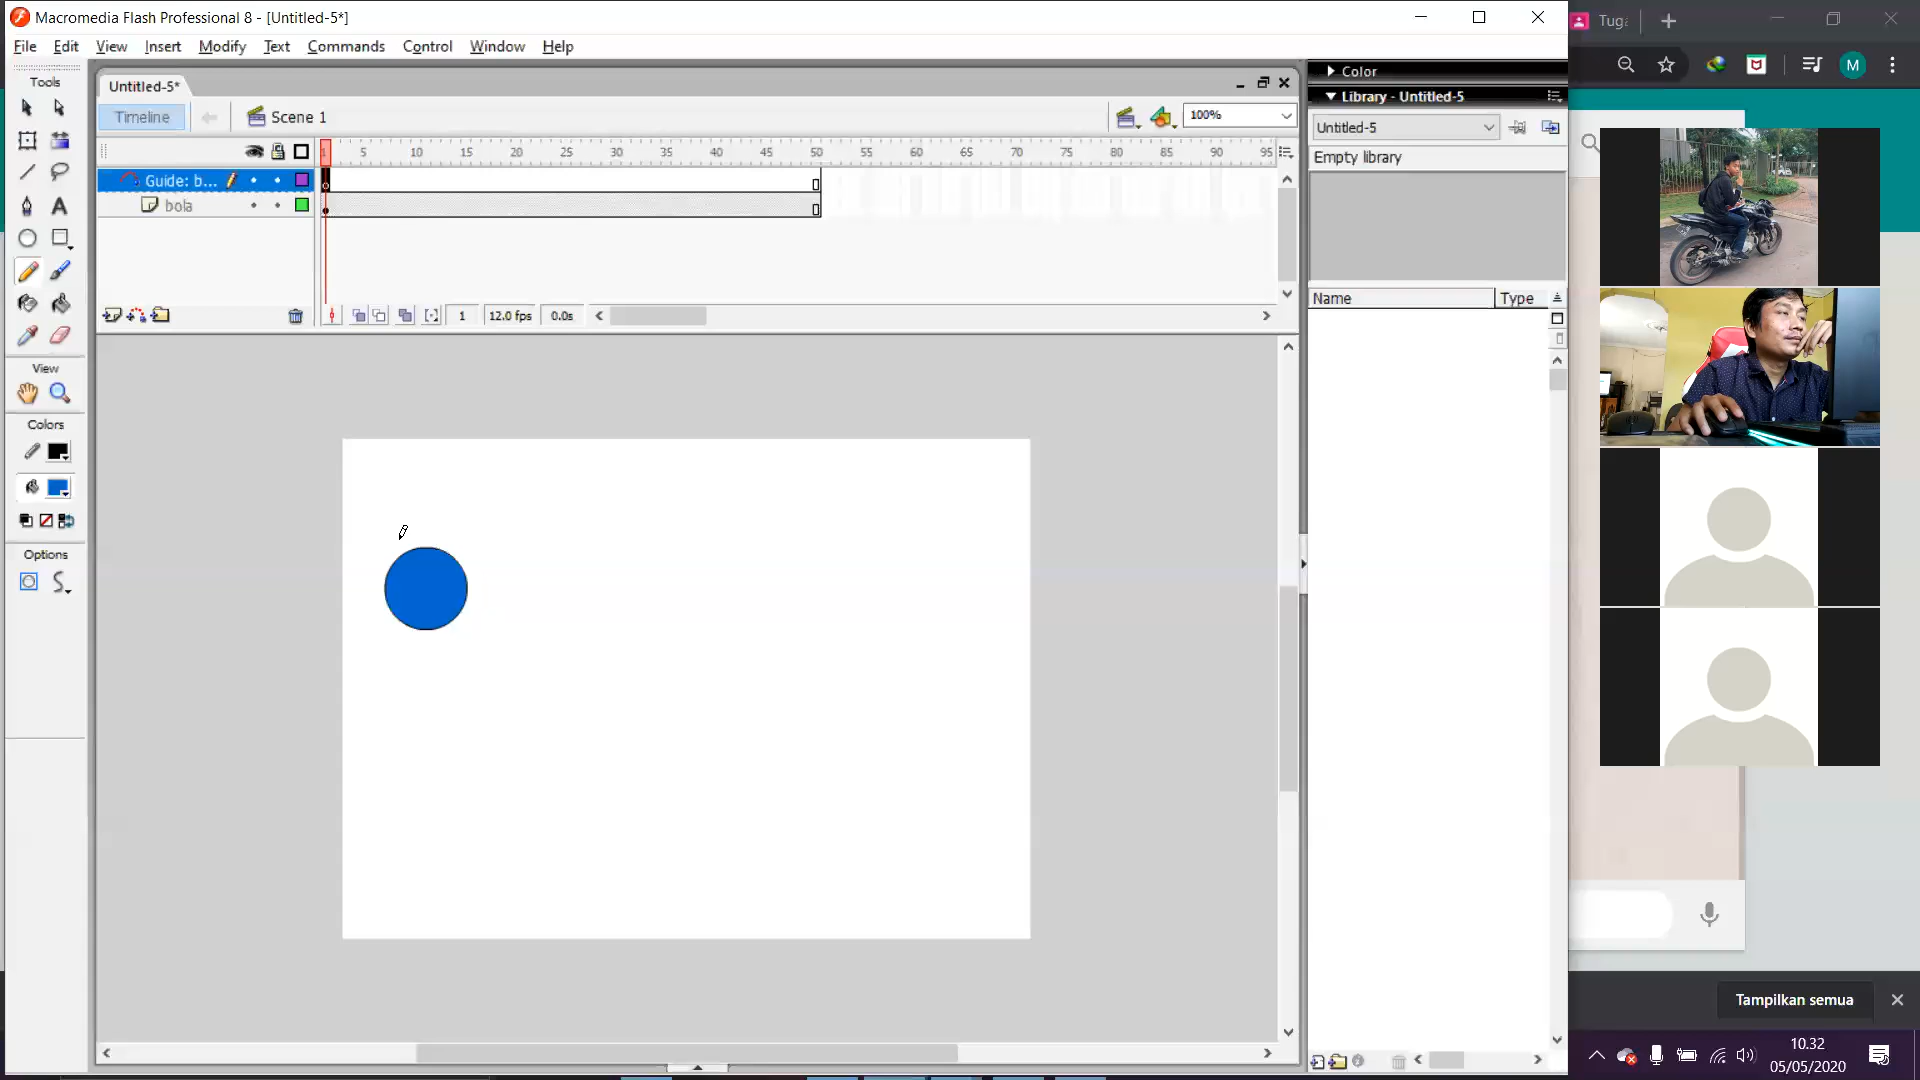 Macromedia Flash Professional 8 - [Untitled-5*]
File Edit View Insert Modify Text Commands Control Window Help
Tools
Untitled-5*
Timeline
Scene 1
100%
1 5 10 15 20 25 30 35 40 45 50 55 60 65 70 75 80 85 90 95
Guide: b...
bola
1 12.0 fps 0.0s
View
Colors
Options
Color
Library - Untitled-5
Untitled-5
Empty library
Name Type
Tuga
M
Tampilkan semua
10.32
05/05/2020